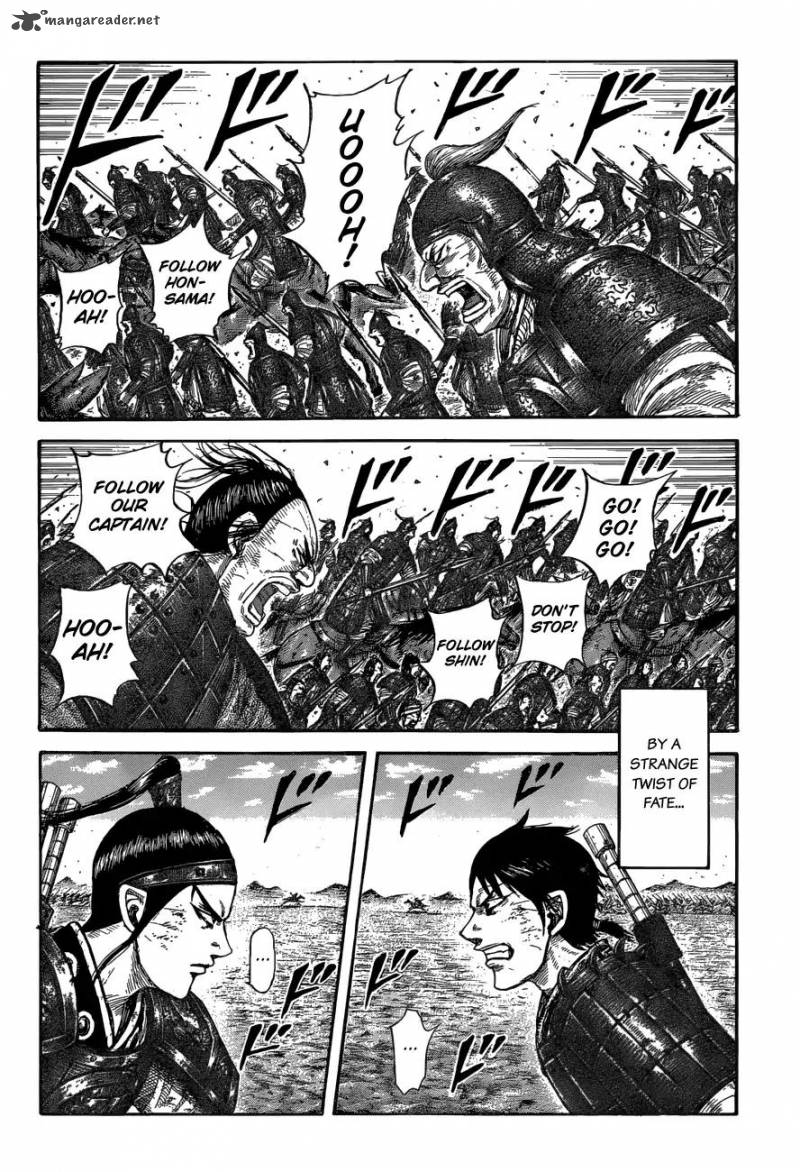 mangareader.net
ド ド ド ド ド
UOOOH!
FOLLOW
HON-
SAMA!
HOO-
AH!
ド ド ド ド ド
GO!
GO!
GO!
FOLLOW
OUR
CAPTAIN!
DON'T
STOP!
FOLLOW
SHIN!
HOO-
AH!
BY A
STRANGE
TWIST OF
FATE...
ド ド
ド ド
...
ド
...
ド
ド
ド